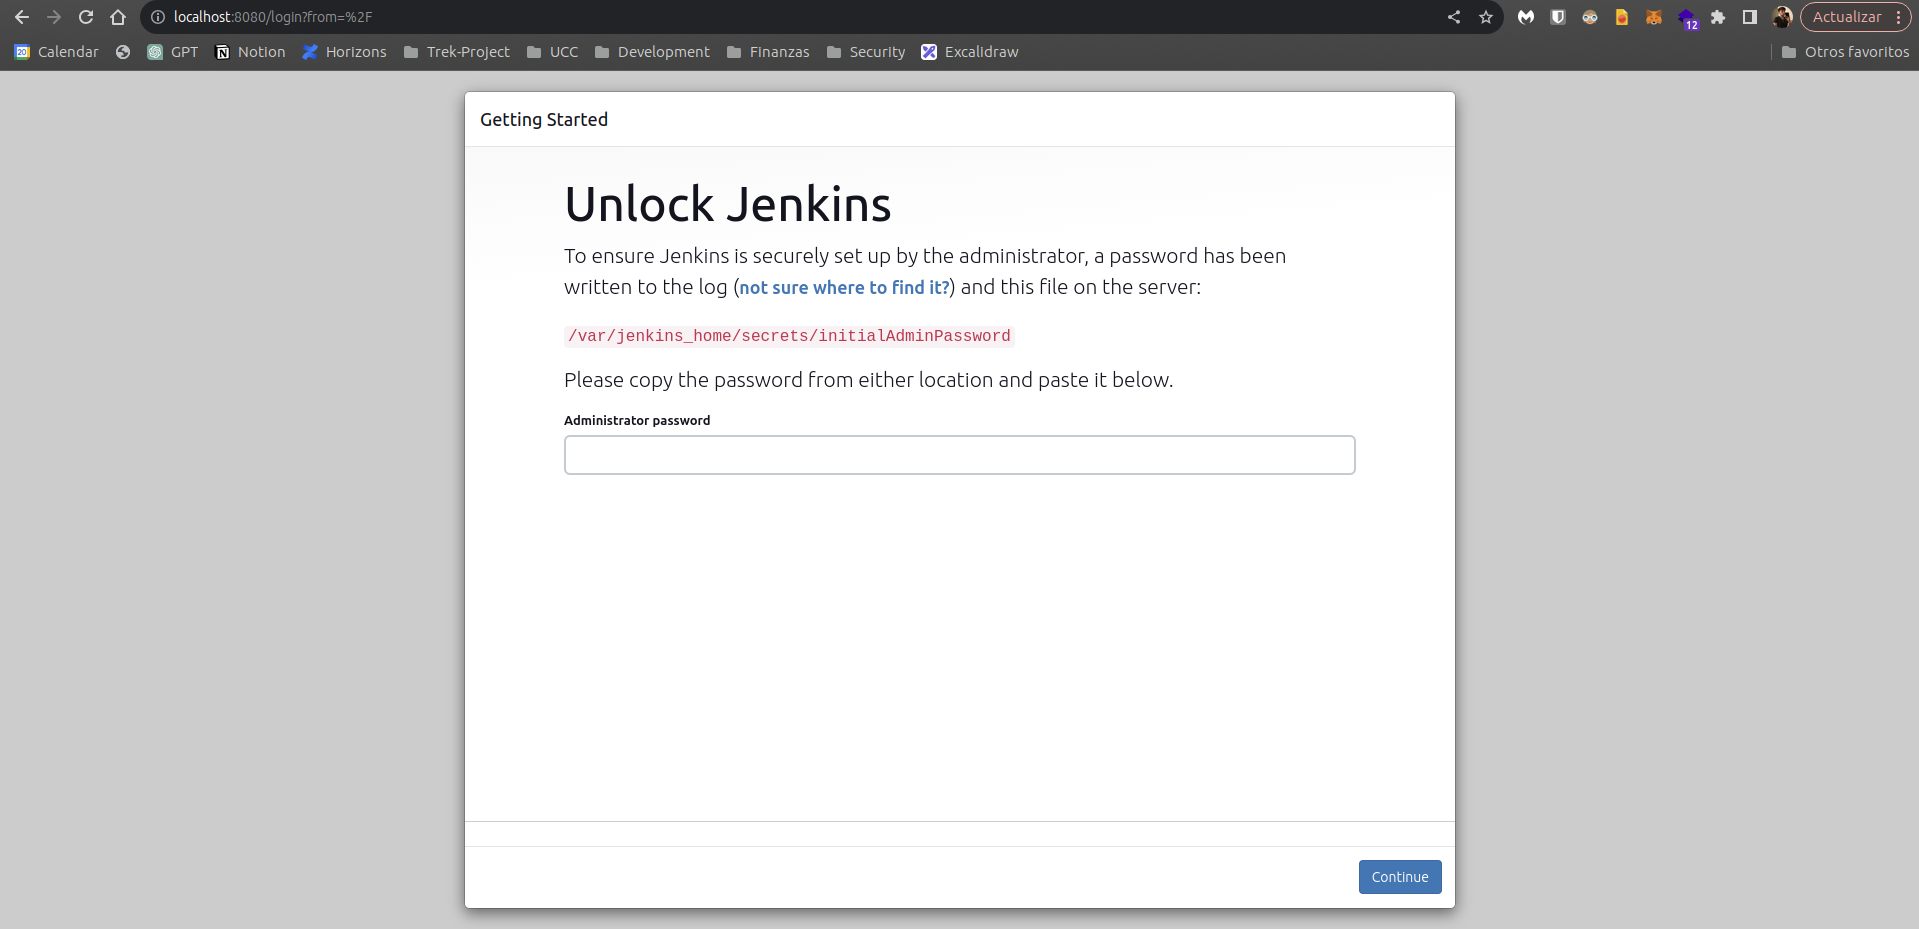 localhost:8080/login?from=%2F
12
Actualizar
20
Calendar
GPT
Notion
Horizons
Trek-Project
UCC
Development
Finanzas
Security
Excalidraw
Otros favoritos
Getting Started
Unlock Jenkins
To ensure Jenkins is securely set up by the administrator, a password has been
written to the log (not sure where to find it?) and this file on the server:
/var/jenkins_home/secrets/initialAdminPassword
Please copy the password from either location and paste it below.
Administrator password
Continue